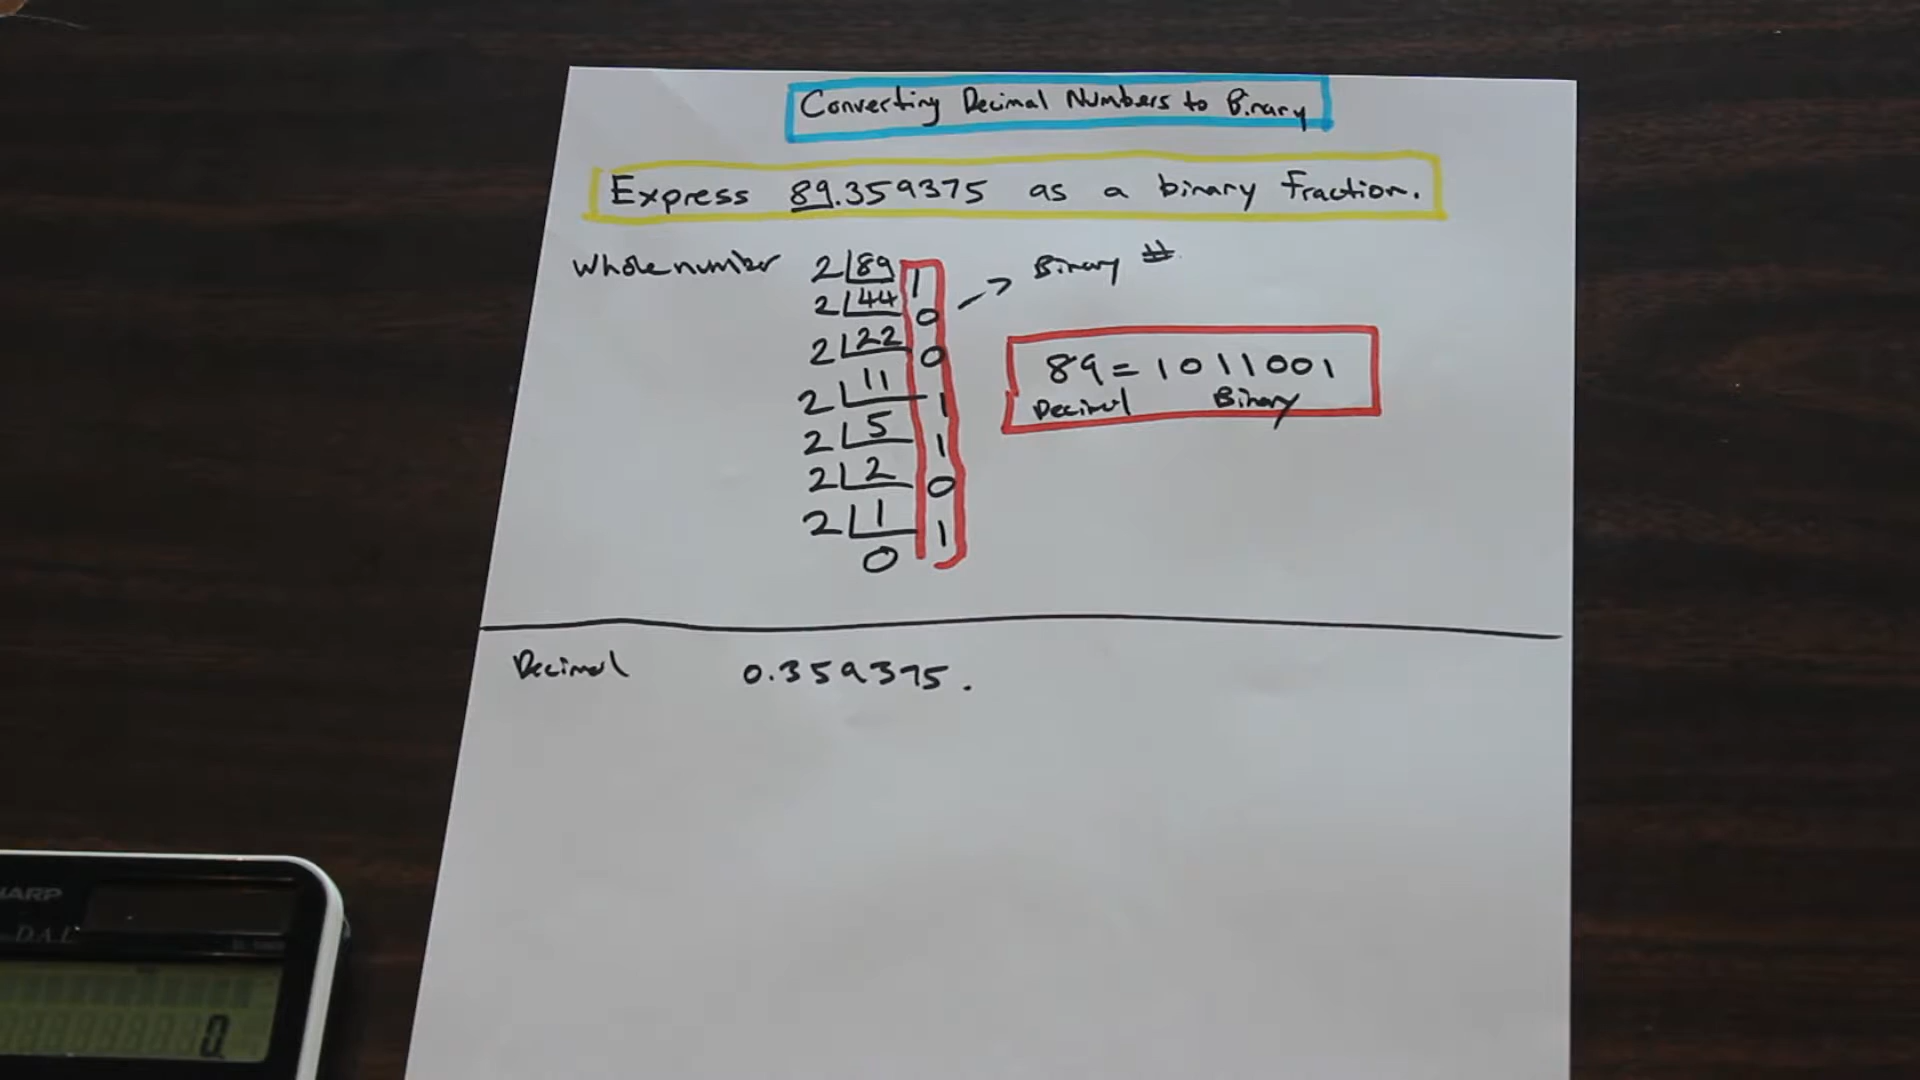 Converting Decimal Numbers to Binary
Express 89.359375 as a binary fraction.
Whole number
2 89 1
2 44 0
2 22 0
2 11 1
2 5 1
2 2 0
2 1 1
0
Binary #
89 = 1011001
Decimal Binary
Decimal 0.359375.
D.A.L
0